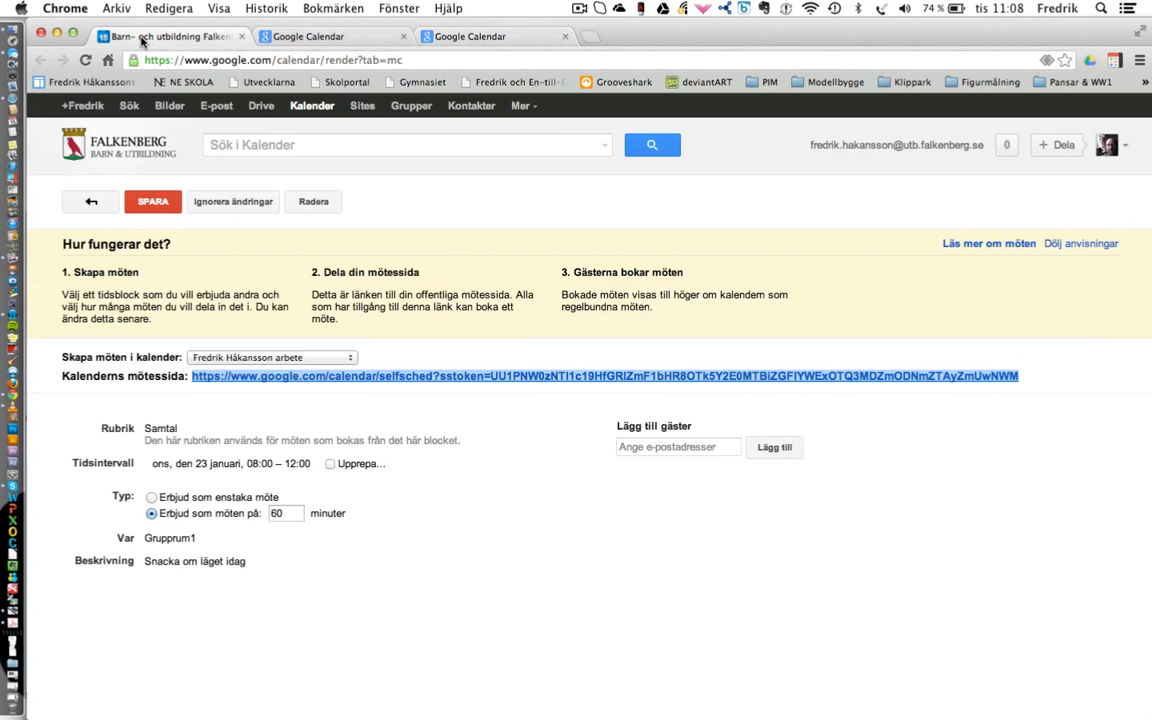 Chrome Arkiv Redigera Visa Historik Bokmärken Fönster Hjälp 74 % tis 11:08 Fredrik
Barn- och utbildning Falken Google Calendar Google Calendar
https://www.google.com/calendar/render?tab=mc
Fredrik Håkanssons NE SKOLA Utvecklarna Skolportal Gymnasiet Fredrik och En-till-E Grooveshark deviantART PIM Modellbygge Klippark Figurmålning Pansar & WW1 »
+Fredrik Sök Bilder E-post Drive Kalender Sites Grupper Kontakter Mer
FALKENBERG
BARN & UTBILDNING
Sök i Kalender
fredrik.hakansson@utb.falkenberg.se 0 + Dela
SPARA Ignorera ändringar Radera
Hur fungerar det? Läs mer om möten Dölj anvisningar
1. Skapa möten 2. Dela din mötessida 3. Gästerna bokar möten
Välj ett tidsblock som du vill erbjuda andra och Detta är länken till din offentliga mötessida. Alla Bokade möten visas till höger om kalendern som
välj hur många möten du vill dela in det i. Du kan som har tillgång till denna länk kan boka ett regelbundna möten.
ändra detta senare. möte.
Skapa möten i kalender: Fredrik Håkansson arbete
Kalenderns mötessida:
Rubrik Samtal Lägg till gäster
Den här rubriken används för möten som bokas från det här blocket. Ange e-postadresser Lägg till
Tidsintervall ons, den 23 januari, 08:00 – 12:00 Upprepa...
Typ: Erbjud som enstaka möte
Erbjud som möten på: 60 minuter
Var Grupprum1
Beskrivning Snacka om läget idag